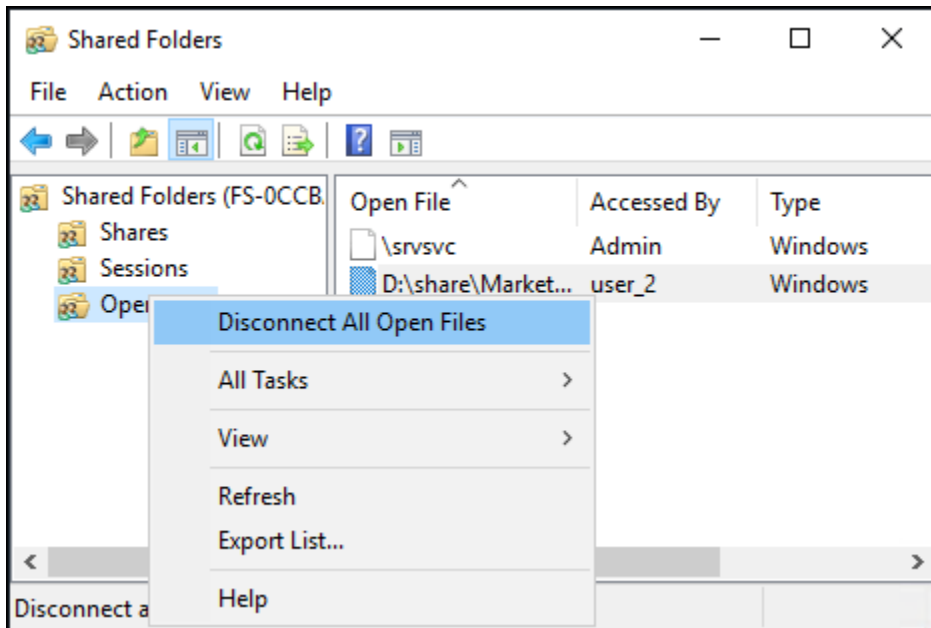 Shared Folders
File Action View Help
Shared Folders (FS-0CCB.
Shares
Sessions
Open File Accessed By Type
\srvsvc Admin Windows
D:\share\Market... user_2 Windows
Disconnect All Open Files
All Tasks
View
Refresh
Export List...
Help
Disconnect a